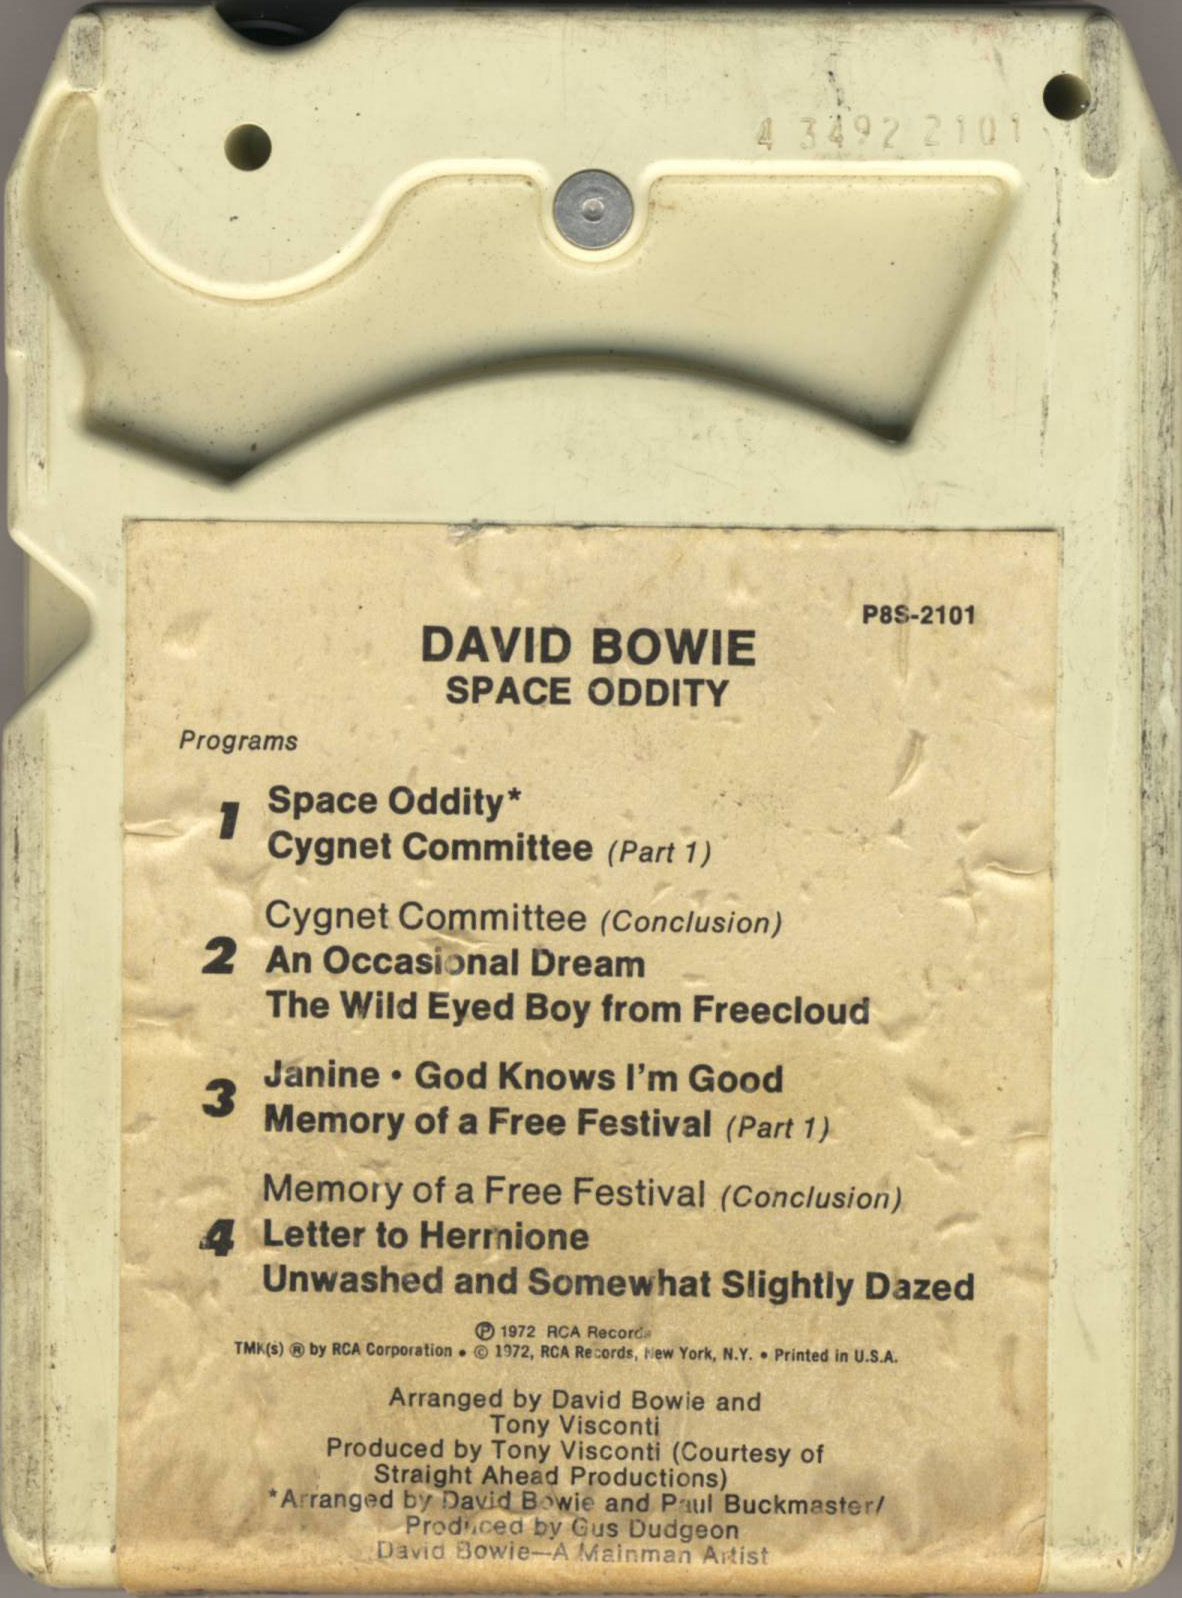 4 3492 2101
P8S-2101
DAVID BOWIE
SPACE ODDITY
Programs
1 Space Oddity*
Cygnet Committee (Part 1)
Cygnet Committee (Conclusion)
2 An Occasional Dream
The Wild Eyed Boy from Freecloud
3 Janine • God Knows I'm Good
Memory of a Free Festival (Part 1)
Memory of a Free Festival (Conclusion)
4 Letter to Hermione
Unwashed and Somewhat Slightly Dazed
℗ 1972 RCA Records
TMK(s) ® by RCA Corporation • © 1972, RCA Records, New York, N.Y. • Printed in U.S.A.
Arranged by David Bowie and
Tony Visconti
Produced by Tony Visconti (Courtesy of
Straight Ahead Productions)
*Arranged by David Bowie and Paul Buckmaster/
Produced by Gus Dudgeon
David Bowie—A Mainman Artist